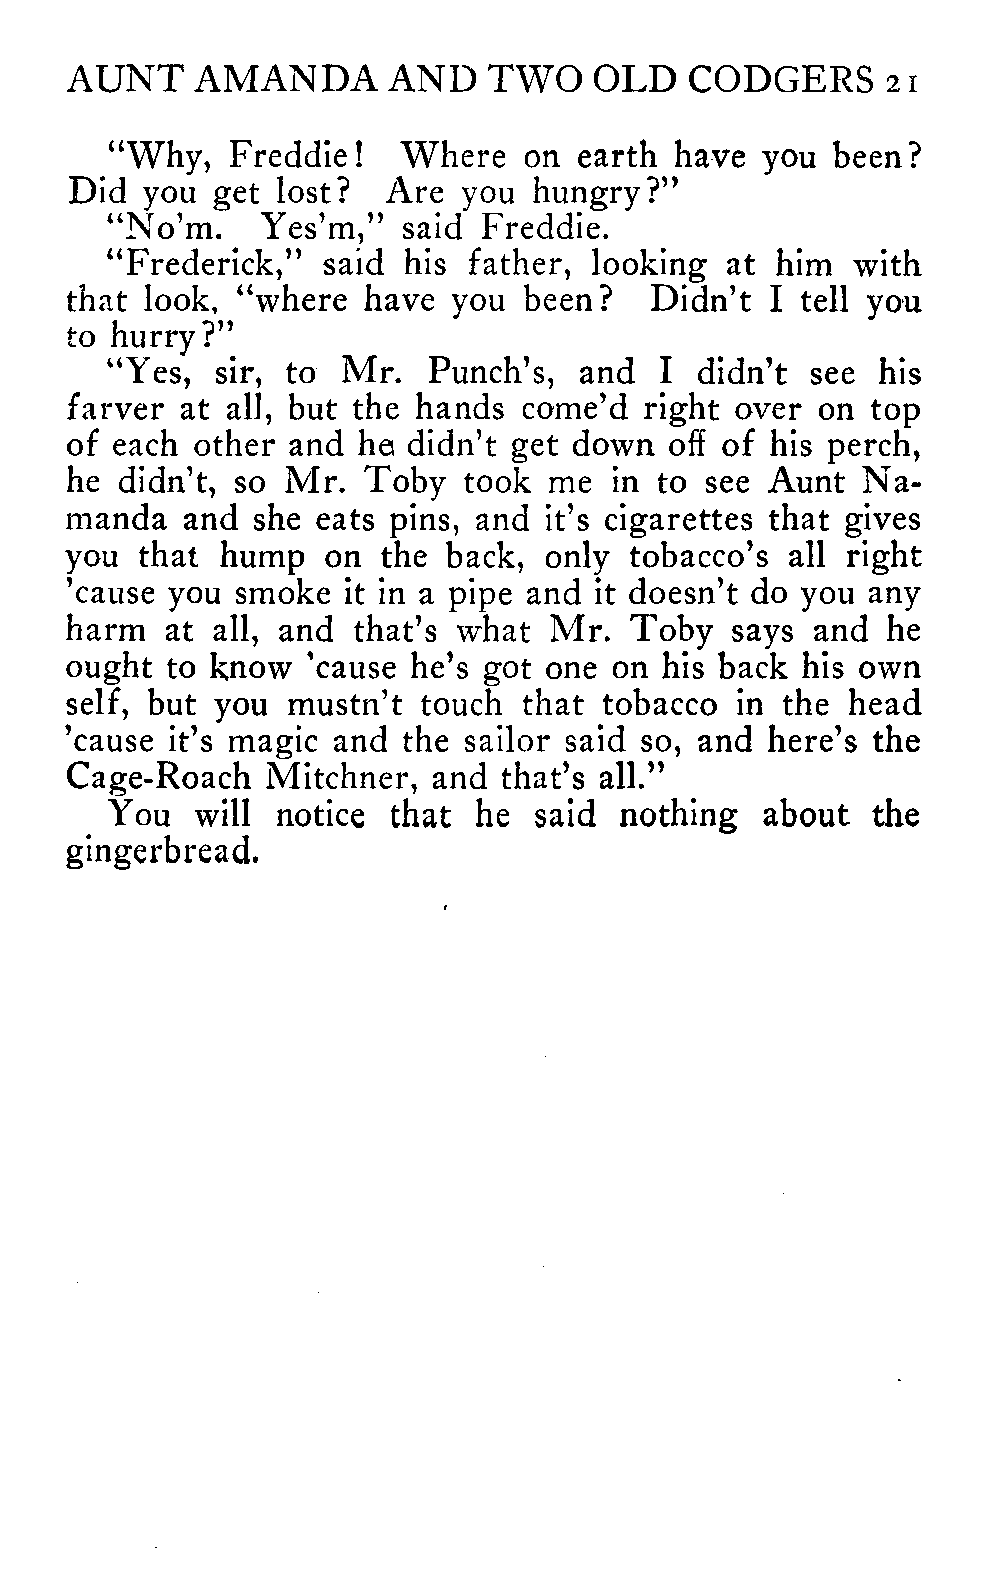 AUNT AMANDA AND TWO OLD CODGERS 21
"Why, Freddie! Where on earth have you been?
Did you get lost? Are you hungry?"
"No'm. Yes'm," said Freddie.
"Frederick," said his father, looking at him with
that look, "where have you been? Didn't I tell you
to hurry?"
"Yes, sir, to Mr. Punch's, and I didn't see his
farver at all, but the hands come'd right over on top
of each other and he didn't get down off of his perch,
he didn't, so Mr. Toby took me in to see Aunt Na-
manda and she eats pins, and it's cigarettes that gives
you that hump on the back, only tobacco's all right
'cause you smoke it in a pipe and it doesn't do you any
harm at all, and that's what Mr. Toby says and he
ought to know 'cause he's got one on his back his own
self, but you mustn't touch that tobacco in the head
'cause it's magic and the sailor said so, and here's the
Cage-Roach Mitchner, and that's all."
You will notice that he said nothing about the
gingerbread.